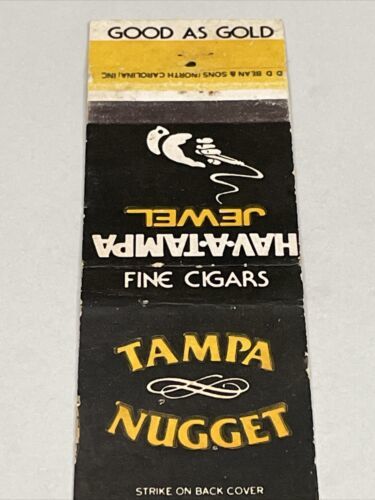 GOOD AS GOLD
D D BEAN & SONS (NORTH CAROLINA) INC
HAV-A-TAMPA
JEWEL
FINE CIGARS
TAMPA
NUGGET
STRIKE ON BACK COVER